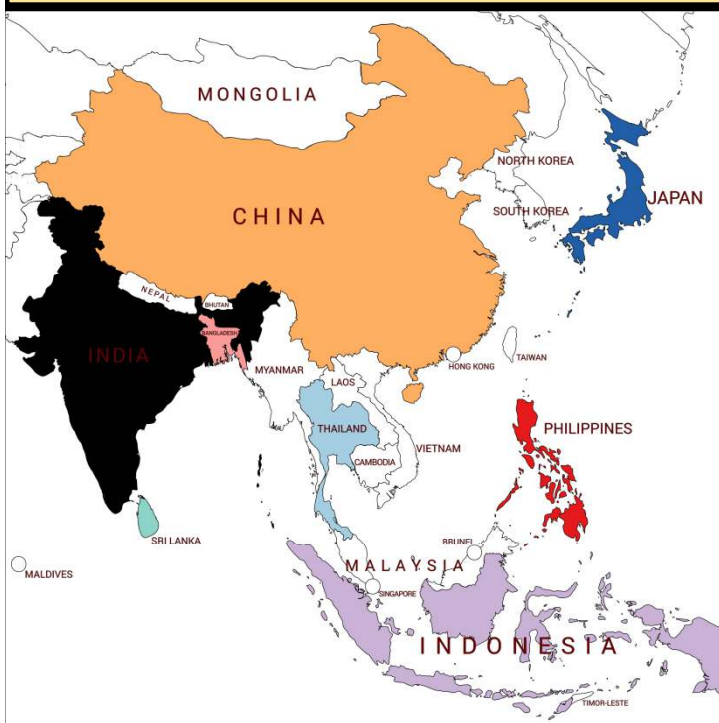 MONGOLIA
NORTH KOREA
CHINA
SOUTH KOREA
JAPAN
NEPAL
BHUTAN
BANGLADESH
INDIA
TAIWAN
HONG KONG
MYANMAR
LAOS
THAILAND
PHILIPPINES
VIETNAM
CAMBODIA
SRI LANKA
BRUNEI
MALAYSIA
MALDIVES
SINGAPORE
INDONESIA
TIMOR-LESTE